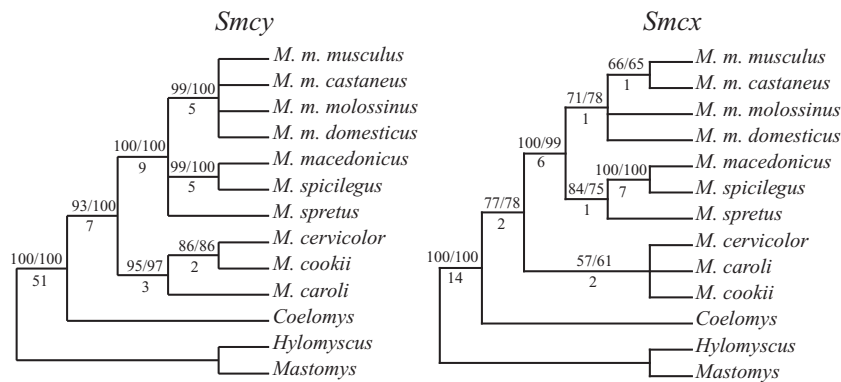 Smcy
99/100
5
100/100
9
99/100
5
93/100
7
86/86
2
95/97
3
100/100
51
M. m. musculus
M. m. castaneus
M. m. molossinus
M. m. domesticus
M. macedonicus
M. spicilegus
M. spretus
M. cervicolor
M. cookii
M. caroli
Coelomys
Hylomyscus
Mastomys
Smcx
66/65
1
71/78
1
100/99
6
100/100
7
84/75
1
77/78
2
57/61
2
100/100
14
M. m. musculus
M. m. castaneus
M. m. molossinus
M. m. domesticus
M. macedonicus
M. spicilegus
M. spretus
M. cervicolor
M. caroli
M. cookii
Coelomys
Hylomyscus
Mastomys